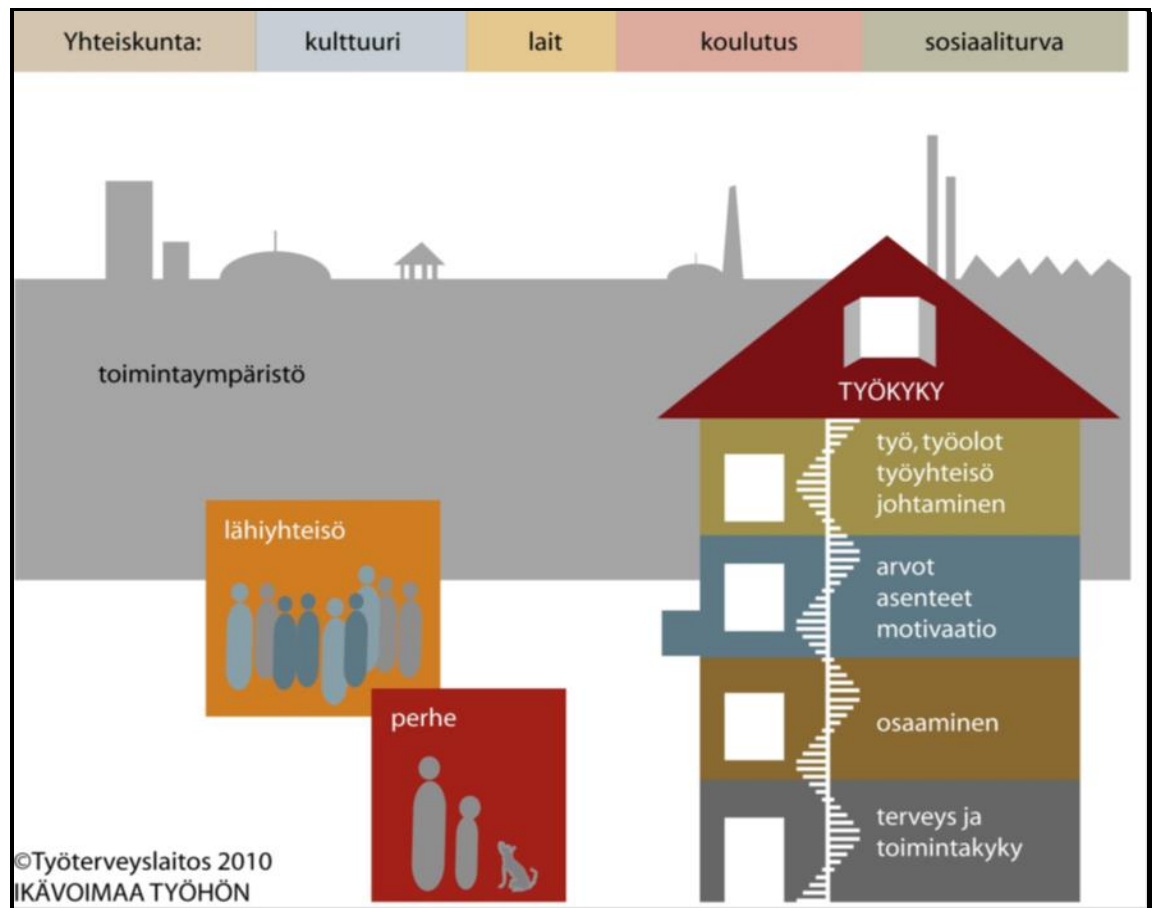 Yhteiskunta: kulttuuri lait koulutus sosiaaliturva
toimintaympäristö
TYÖKYKY
työ, työolot
työyhteisö
johtaminen
arvot
asenteet
motivaatio
osaaminen
terveys ja
toimintakyky
lähiyhteisö
perhe
©Työterveyslaitos 2010
IKÄVOIMAA TYÖHÖN